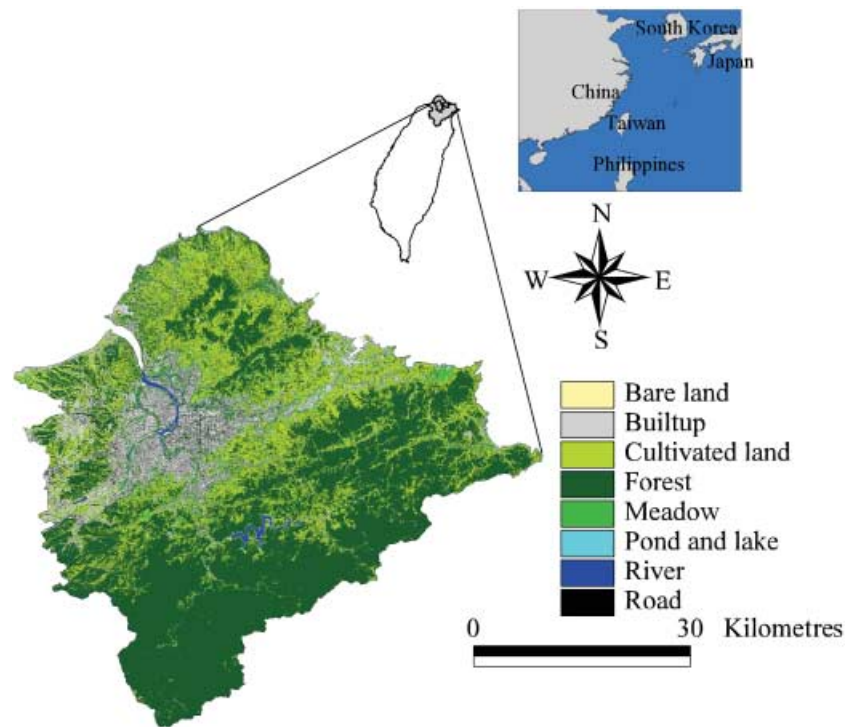 South Korea
Japan
China
Taiwan
Philippines
N
W E
S
Bare land
Builtup
Cultivated land
Forest
Meadow
Pond and lake
River
Road
0 30 Kilometres